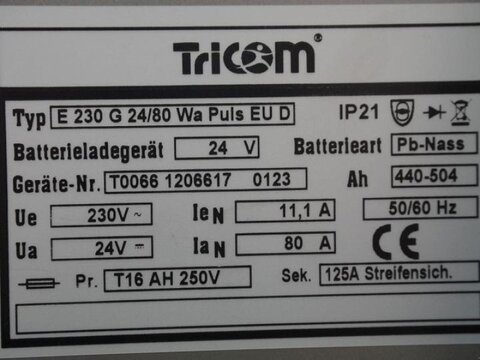 TriCOM®
Typ E 230 G 24/80 Wa Puls EU D IP21
Batterieladegerät 24 V Batterieart Pb-Nass
Geräte-Nr. T0066 1206617 0123 Ah 440-504
Ue 230V ~ IeN 11,1 A 50/60 Hz
Ua 24V ⎓ IaN 80 A CE
Pr. T16 AH 250V Sek. 125A Streifensich.